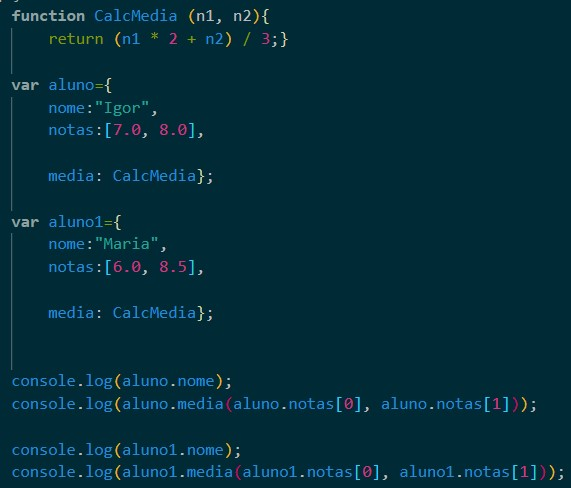 function CalcMedia (n1, n2){
return (n1 * 2 + n2) / 3;}
var aluno={
nome:"Igor",
notas:[7.0, 8.0],
media: CalcMedia};
var aluno1={
nome:"Maria",
notas:[6.0, 8.5],
media: CalcMedia};
console.log(aluno.nome);
console.log(aluno.media(aluno.notas[0], aluno.notas[1]));
console.log(aluno1.nome);
console.log(aluno1.media(aluno1.notas[0], aluno1.notas[1]));